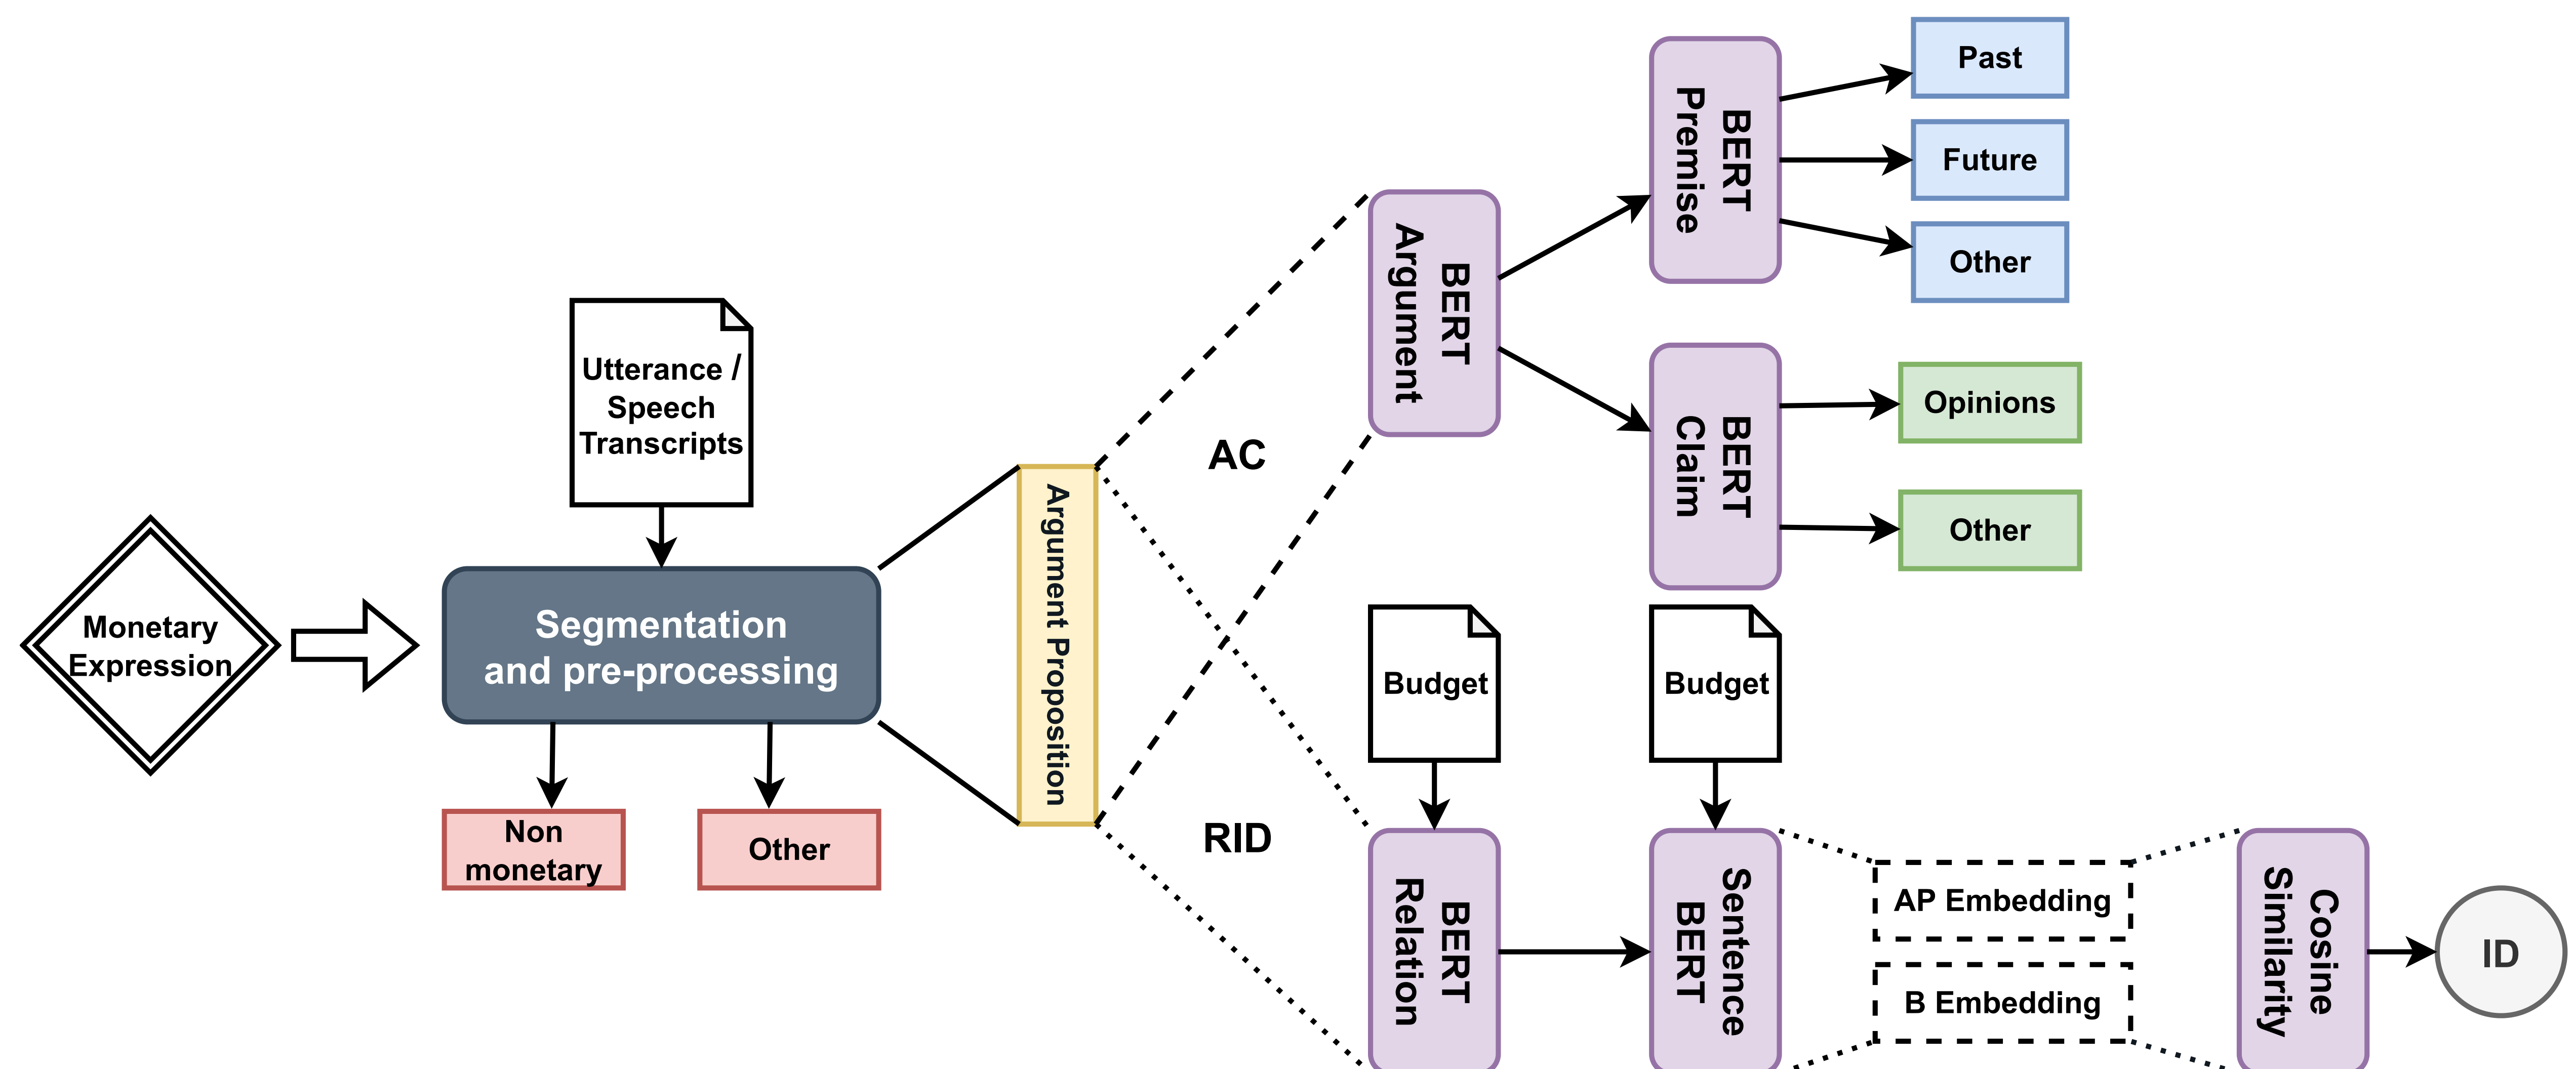 Monetary
Expression
Utterance /
Speech
Transcripts
Segmentation
and pre-processing
Non
monetary
Other
Argument Proposition
AC
RID
BERT
Argument
BERT
Premise
Past
Future
Other
BERT
Claim
Opinions
Other
Budget
Budget
BERT
Relation
Sentence
BERT
AP Embedding
B Embedding
Cosine
Similarity
ID